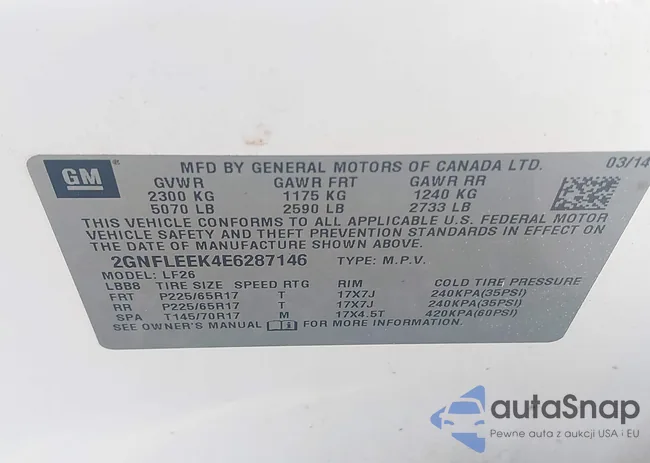 GM ® MFD BY GENERAL MOTORS OF CANADA LTD. 03/14
GVWR GAWR FRT GAWR RR
2300 KG 1175 KG 1240 KG
5070 LB 2590 LB 2733 LB
THIS VEHICLE CONFORMS TO ALL APPLICABLE U.S. FEDERAL MOTOR
VEHICLE SAFETY AND THEFT PREVENTION STANDARDS IN EFFECT ON
THE DATE OF MANUFACTURE SHOWN ABOVE.
2GNFLEEK4E6287146 TYPE: M.P.V.
MODEL: LF26
LBB8 TIRE SIZE SPEED RTG RIM COLD TIRE PRESSURE
FRT P225/65R17 T 17X7J 240KPA(35PSI)
RR P225/65R17 T 17X7J 240KPA(35PSI)
SPA T145/70R17 M 17X4.5T 420KPA(60PSI)
SEE OWNER'S MANUAL FOR MORE INFORMATION.
autoSnap
Pewne auta z aukcji USA i EU